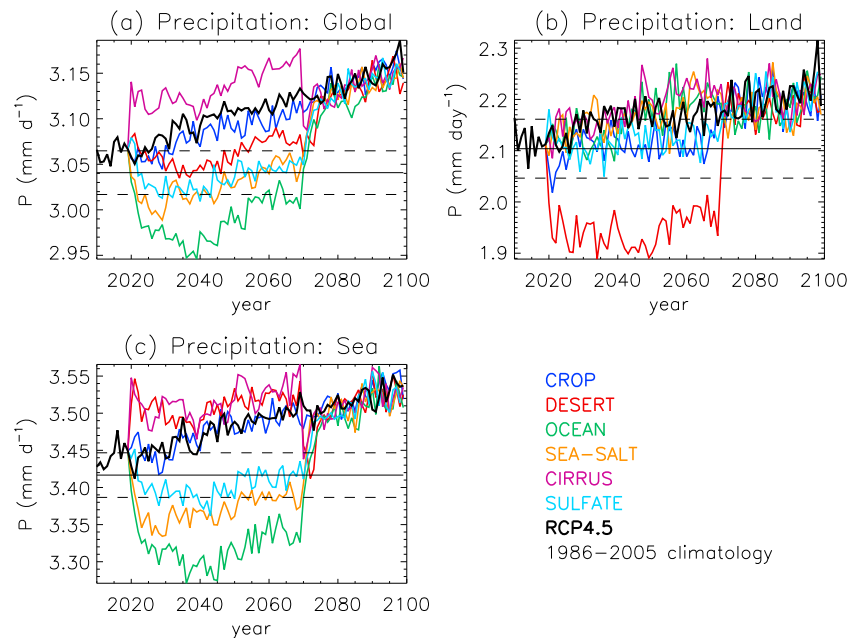 (a) Precipitation: Global
P (mm d⁻¹)
3.15
3.10
3.05
3.00
2.95
2020 2040 2060 2080 2100
year
(b) Precipitation: Land
P (mm day⁻¹)
2.3
2.2
2.1
2.0
1.9
2020 2040 2060 2080 2100
year
(c) Precipitation: Sea
P (mm d⁻¹)
3.55
3.50
3.45
3.40
3.35
3.30
2020 2040 2060 2080 2100
year
CROP
DESERT
OCEAN
SEA-SALT
CIRRUS
SULFATE
RCP4.5
1986-2005 climatology